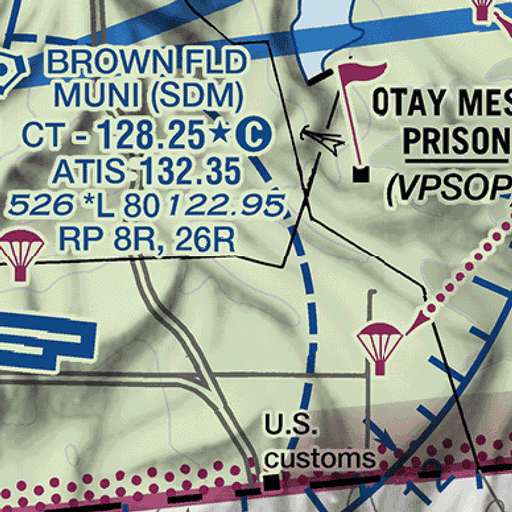 BROWN FLD
MUNI (SDM)
CT - 128.25★C
ATIS 132.35
526 *L 80 122.95
RP 8R, 26R
OTAY MES
PRISON
(VPSOP
U.S.
customs